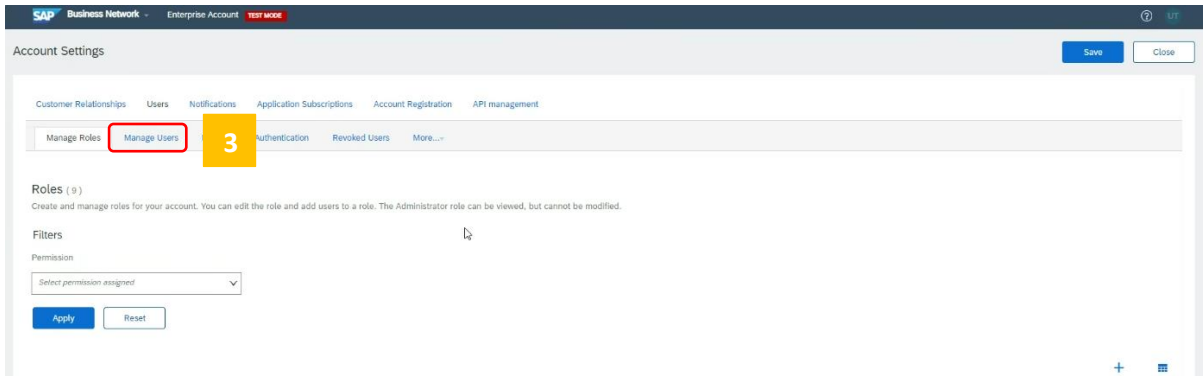 SAP Business Network Enterprise Account TEST MODE UT
Account Settings Save Close
Customer Relationships Users Notifications Application Subscriptions Account Registration API management
Manage Roles Manage Users 3 Authentication Revoked Users More...
Roles (9)
Create and manage roles for your account. You can edit the role and add users to a role. The Administrator role can be viewed, but cannot be modified.
Filters
Permission
Select permission assigned
Apply Reset